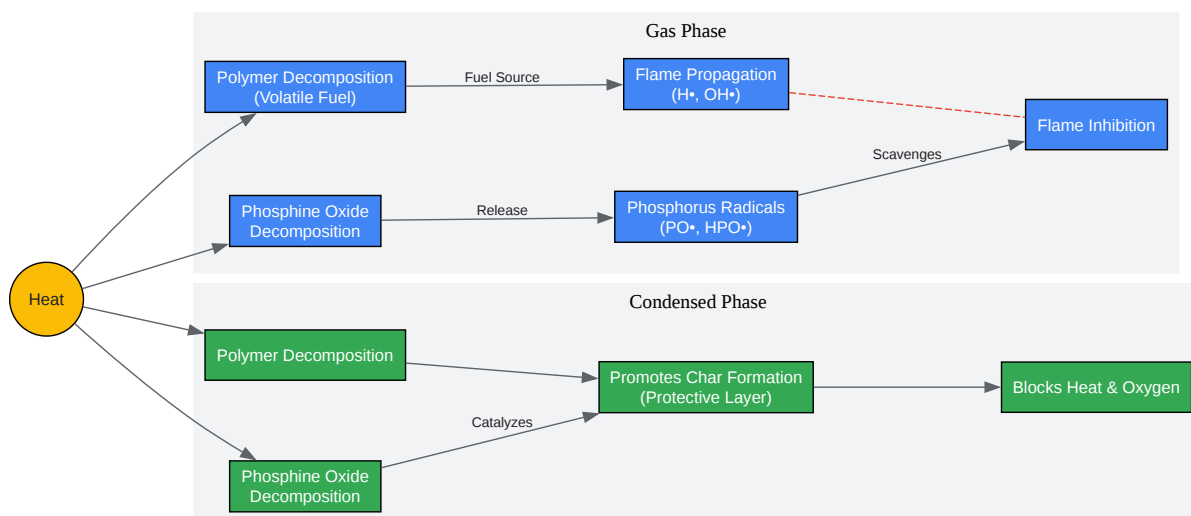 Gas Phase
Polymer Decomposition
(Volatile Fuel)
Fuel Source
Flame Propagation
(H•, OH•)
Flame Inhibition
Scavenges
Phosphine Oxide
Decomposition
Release
Phosphorus Radicals
(PO•, HPO•)
Heat
Condensed Phase
Polymer Decomposition
Promotes Char Formation
(Protective Layer)
Blocks Heat & Oxygen
Catalyzes
Phosphine Oxide
Decomposition